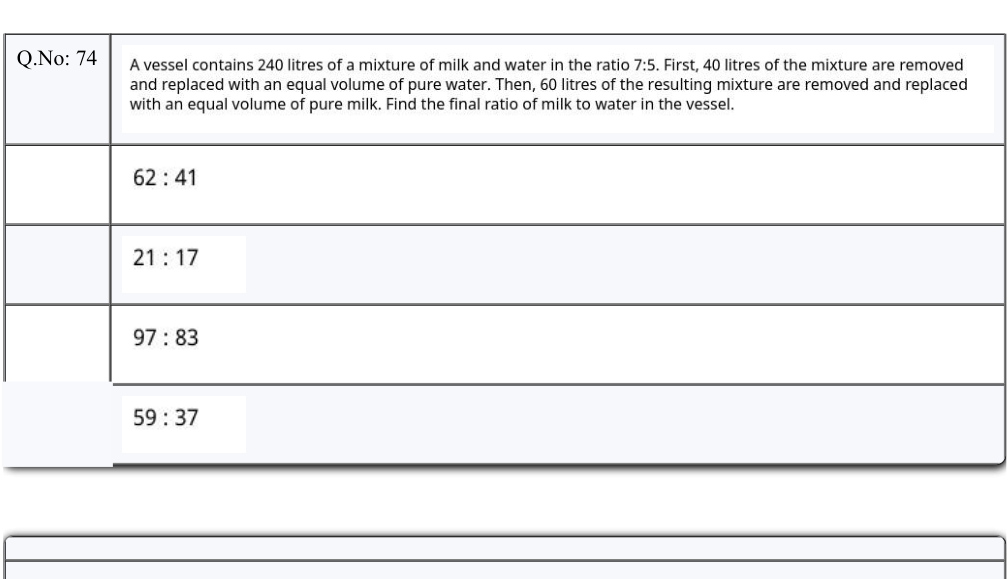 Q.No: 74
A vessel contains 240 litres of a mixture of milk and water in the ratio 7:5. First, 40 litres of the mixture are removed
and replaced with an equal volume of pure water. Then, 60 litres of the resulting mixture are removed and replaced
with an equal volume of pure milk. Find the final ratio of milk to water in the vessel.
62 : 41
21 : 17
97 : 83
59 : 37